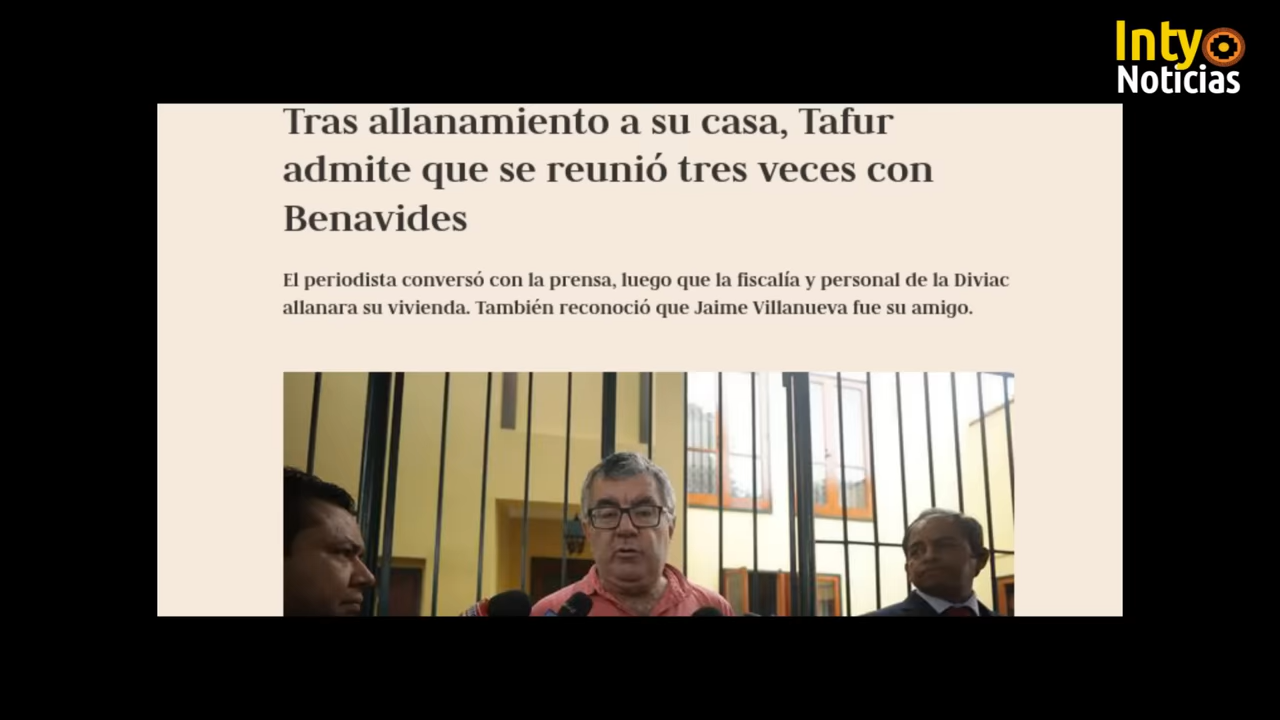 Inty
Noticias
Tras allanamiento a su casa, Tafur
admite que se reunió tres veces con
Benavides
El periodista conversó con la prensa, luego que la fiscalía y personal de la Diviac
allanara su vivienda. También reconoció que Jaime Villanueva fue su amigo.